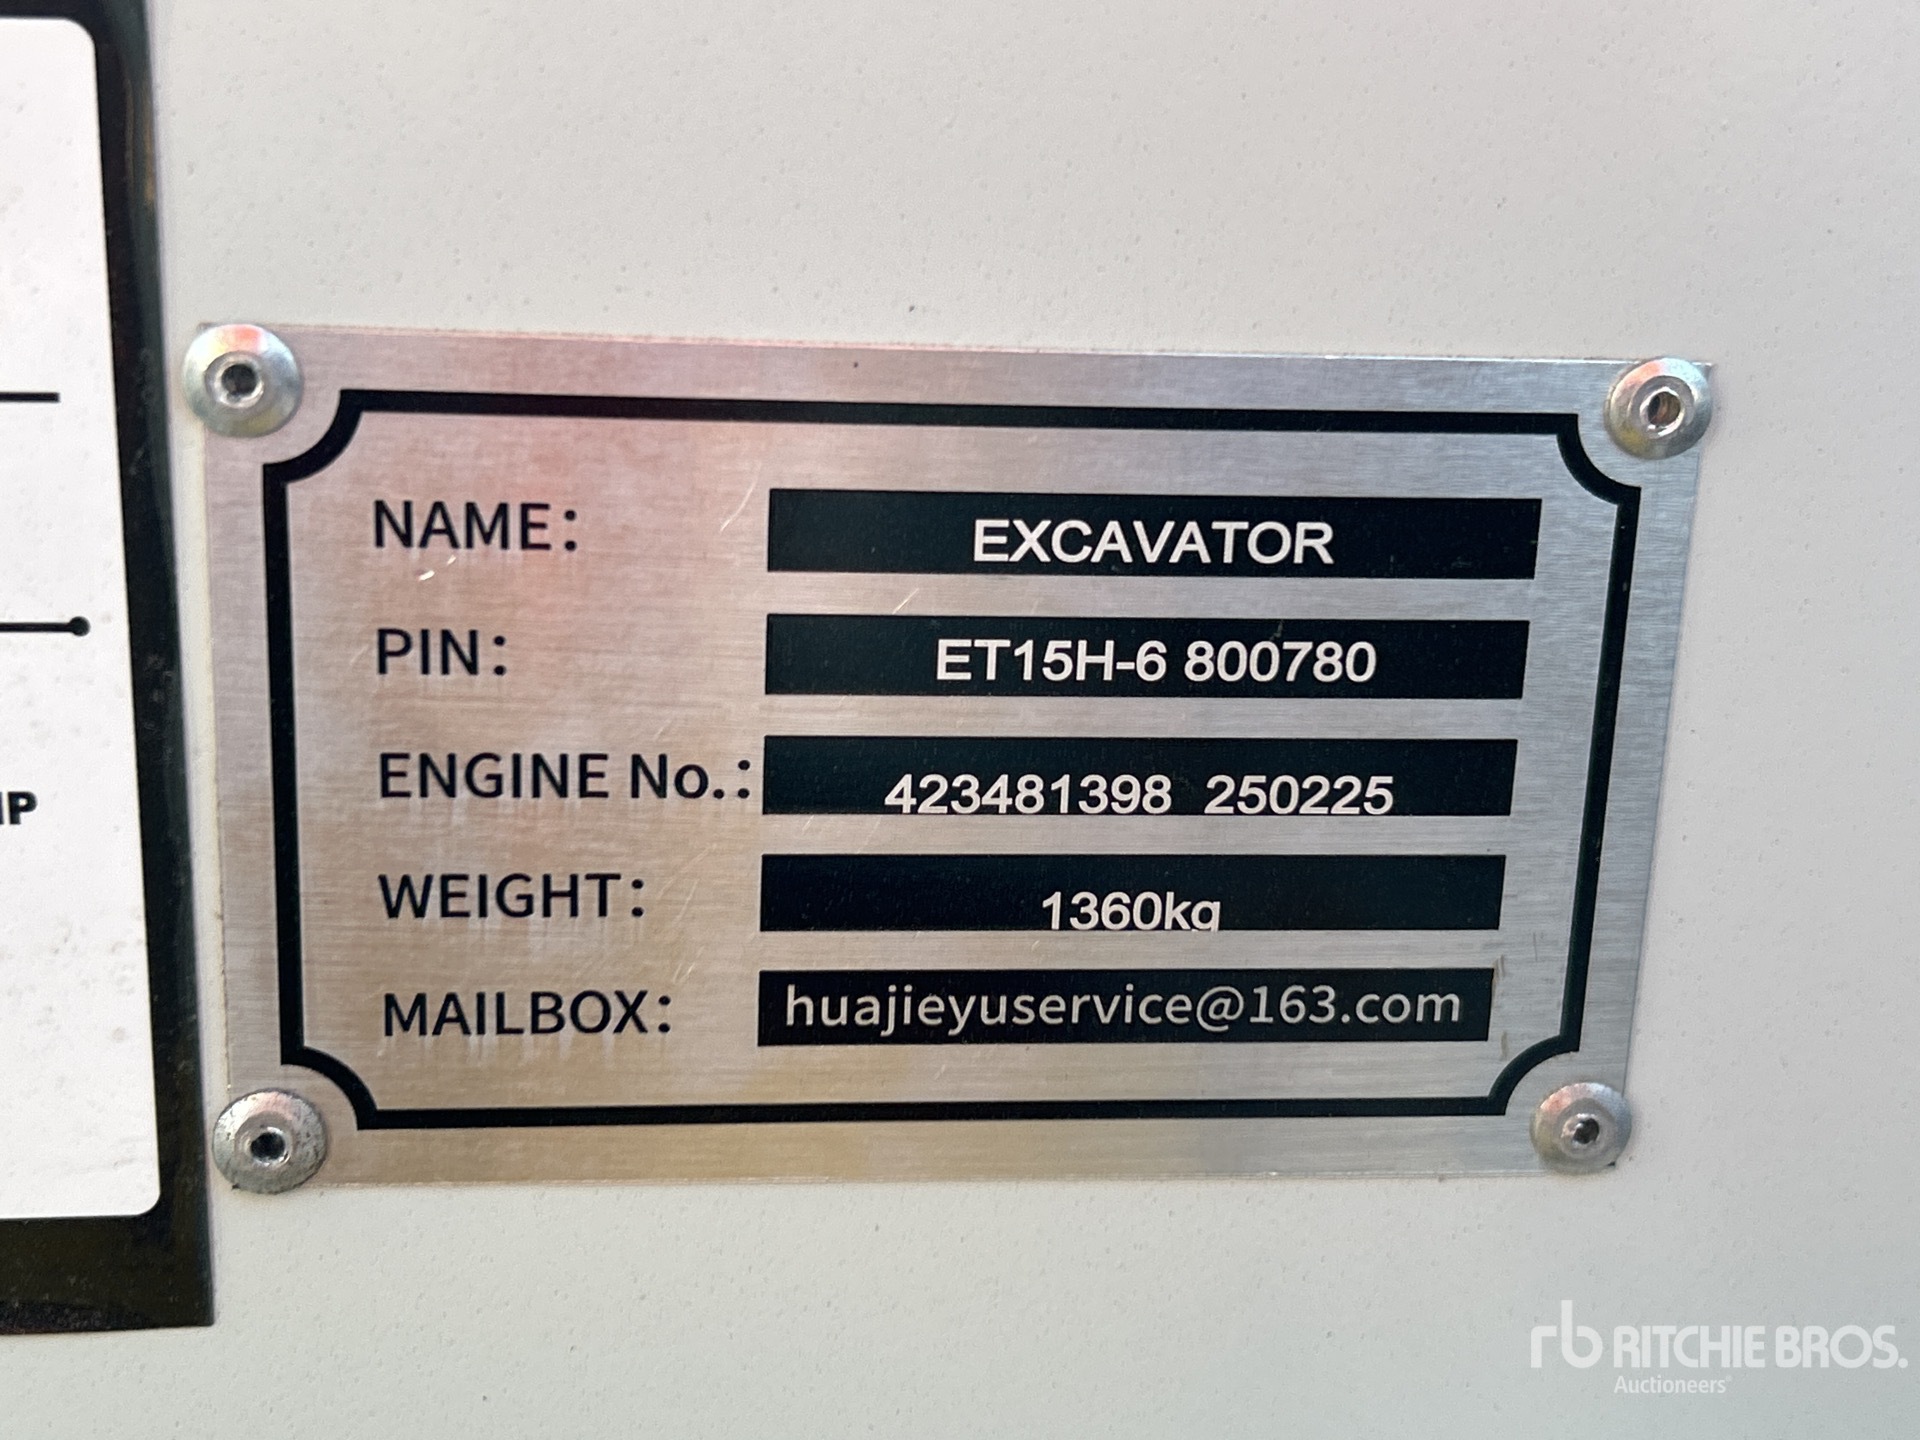 NAME: EXCAVATOR
PIN: ET15H-6 800780
ENGINE No.: 423481398 250225
WEIGHT: 1360kg
MAILBOX: huajieyuservice@163.com
rb RITCHIE BROS.
Auctioneers